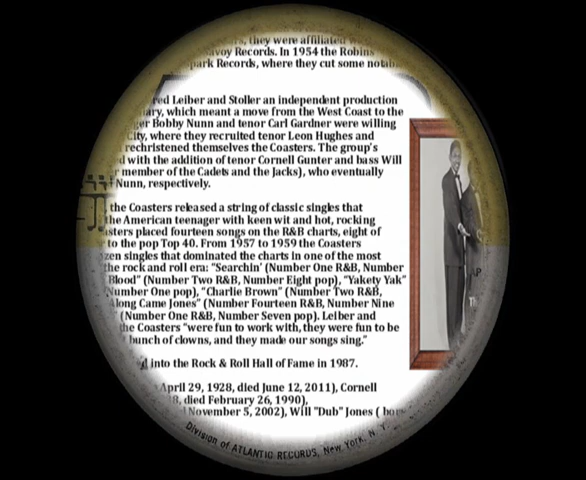 they were affiliated
Savoy Records. In 1954 the Robins
park Records, where they cut some notab
red Leiber and Stoller an independent production
ary, which meant a move from the West Coast to the
ger Bobby Nunn and tenor Carl Gardner were willing
City, where they recruited tenor Leon Hughes and
rechristened themselves the Coasters. The group's
d with the addition of tenor Cornell Gunter and bass Will
r member of the Cadets and the Jacks), who eventually
Nunn, respectively.
the Coasters released a string of classic singles that
the American teenager with keen wit and hot, rocking
sters placed fourteen songs on the R&B charts, eight of
to the pop Top 40. From 1957 to 1959 the Coasters
zen singles that dominated the charts in one of the most
the rock and roll era: "Searchin' (Number One R&B, Number
Blood" (Number Two R&B, Number Eight pop), "Yakety Yak"
Number One pop), "Charlie Brown" (Number Two R&B,
Along Came Jones" (Number Fourteen R&B, Number Nine
(Number One R&B, Number Seven pop). Leiber and
the Coasters "were fun to work with, they were fun to be
bunch of clowns, and they made our songs sing."
d into the Rock & Roll Hall of Fame in 1987.
April 29, 1928, died June 12, 2011), Cornell
8, died February 26, 1990),
November 5, 2002), Will "Dub" Jones ( bor
Division of ATLANTIC RECORDS, New York, N. Y.